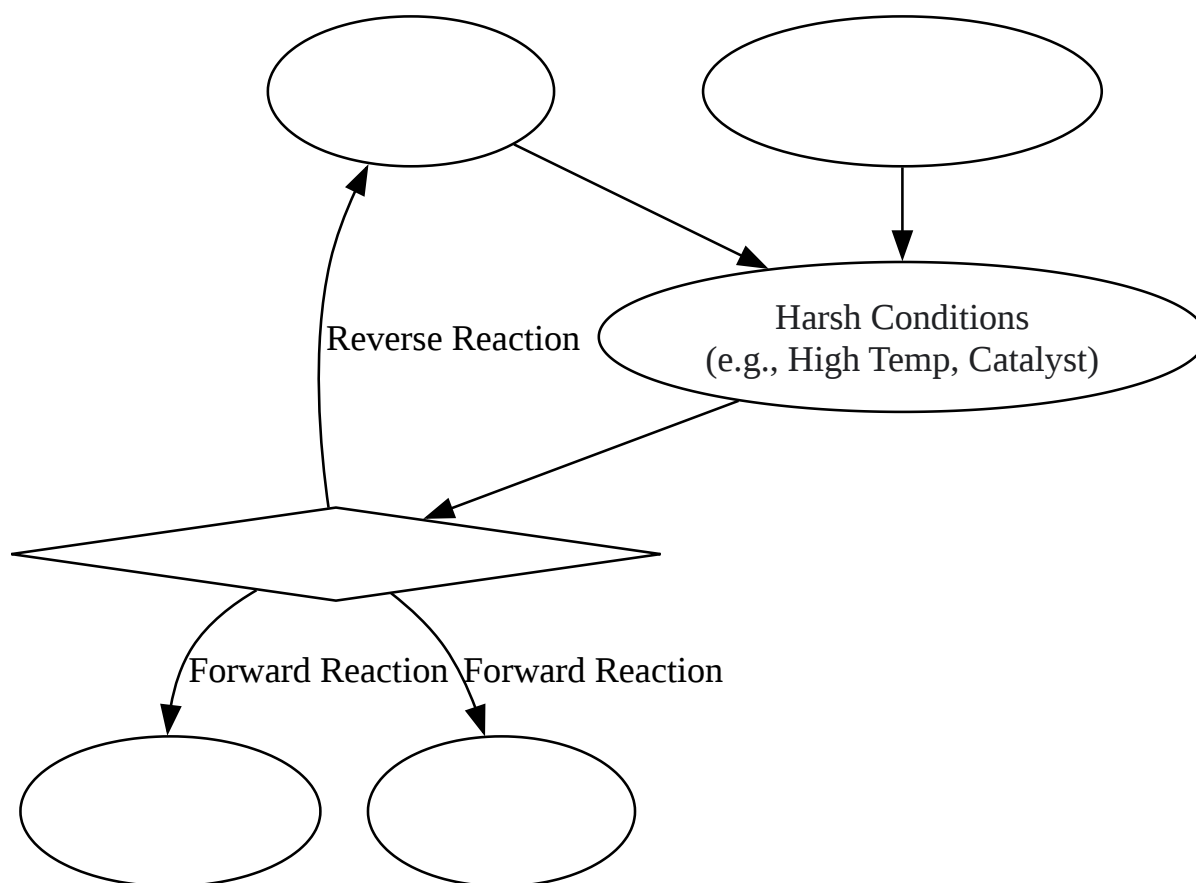 Harsh Conditions
(e.g., High Temp, Catalyst)
Reverse Reaction
Forward Reaction
Forward Reaction